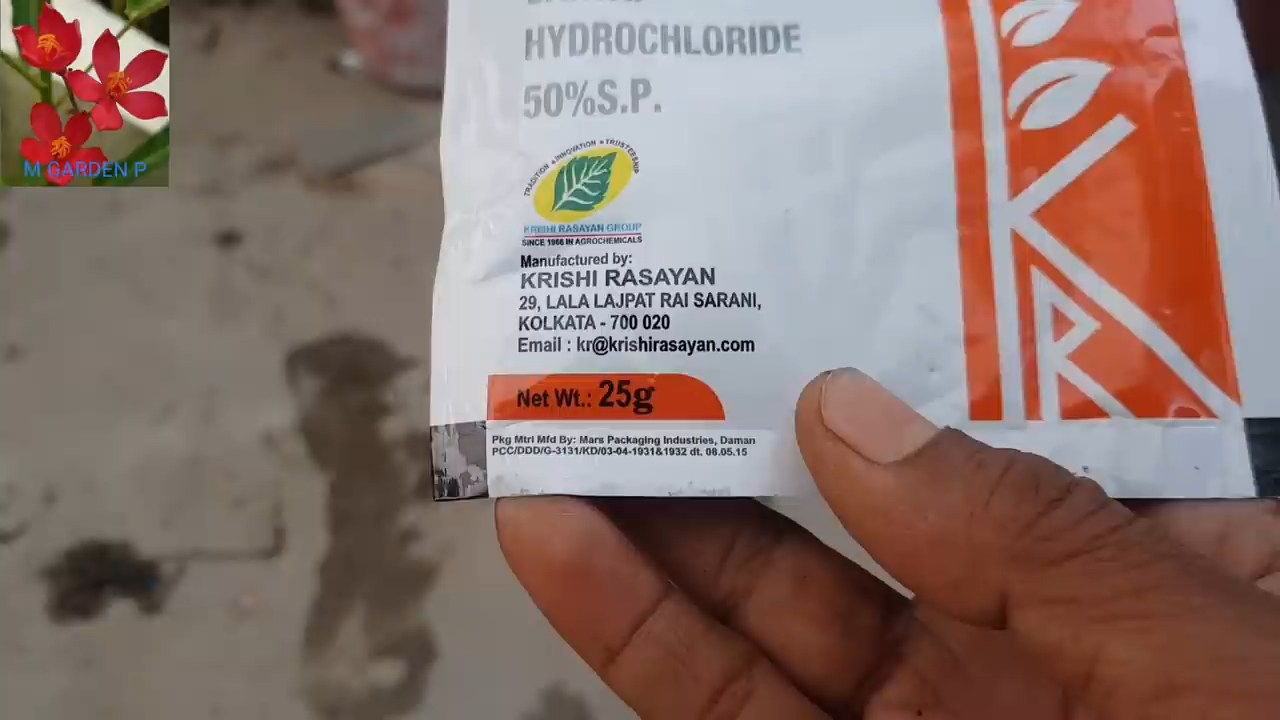 M GARDEN P
HYDROCHLORIDE
50%S.P.
TRADITION • INNOVATION • TRUSTEESHIP
KRISHI RASAYAN GROUP
SINCE 1968 IN AGROCHEMICALS
Manufactured by:
KRISHI RASAYAN
29, LALA LAJPAT RAI SARANI,
KOLKATA - 700 020
Email : kr@krishirasayan.com
Net Wt.: 25g
Pkg Mtrl Mfd By: Mars Packaging Industries, Daman
PCC/DDD/G-3131/KD/03-04-1931&1932 dt. 08.05.15
KR